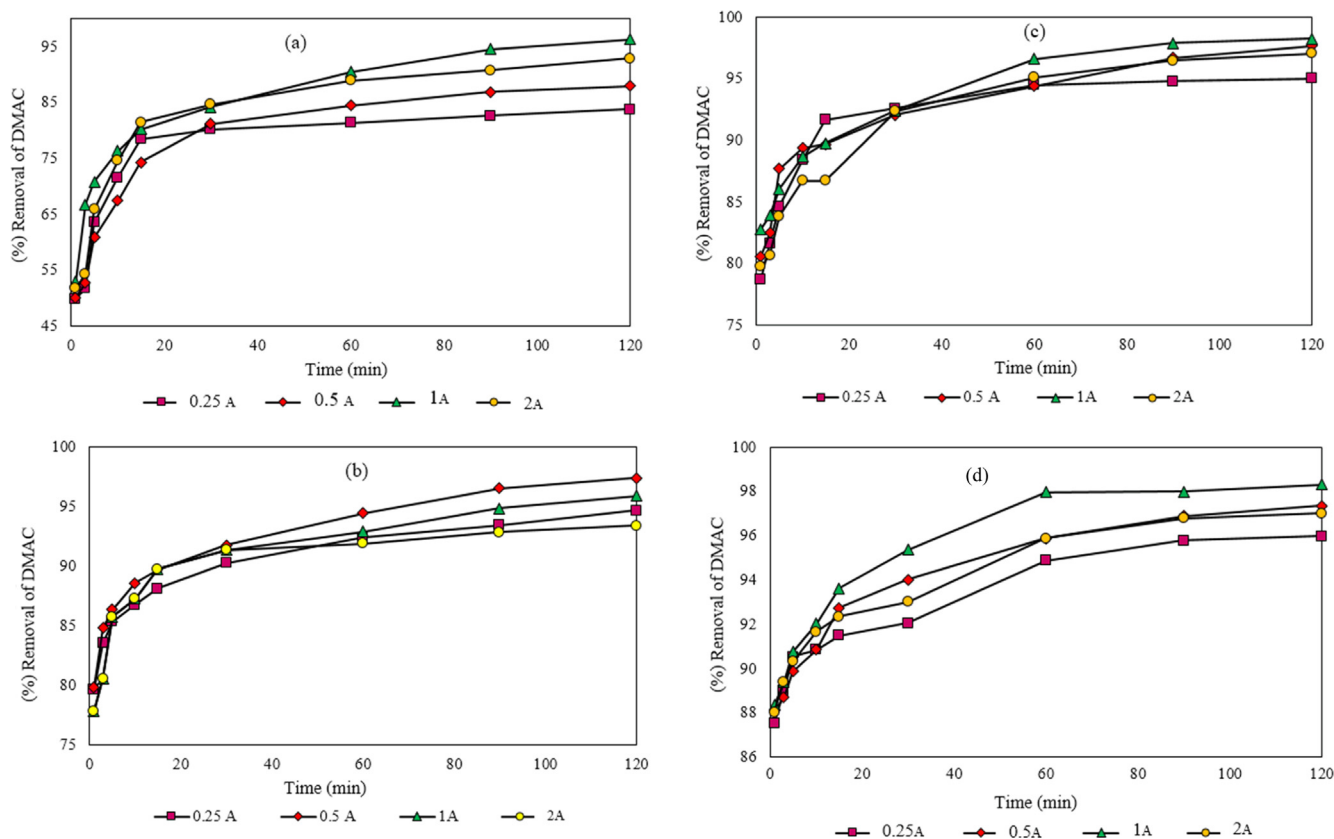 (a)
(%) Removal of DMAC
95
85
75
65
55
45
0 20 40 60 80 100 120
Time (min)
0.25 A 0.5 A 1A 2A
(c)
(%) Removal of DMAC
100
95
90
85
80
75
0 20 40 60 80 100 120
Time (min)
0.25 A 0.5 A 1A 2A
(b)
(%) Removal of DMAC
100
95
90
85
80
75
0 20 40 60 80 100 120
Time (min)
0.25 A 0.5 A 1A 2A
(d)
(%) Removal of DMAC
100
98
96
94
92
90
88
86
0 20 40 60 80 100 120
Time (min)
0.25A 0.5A 1A 2A